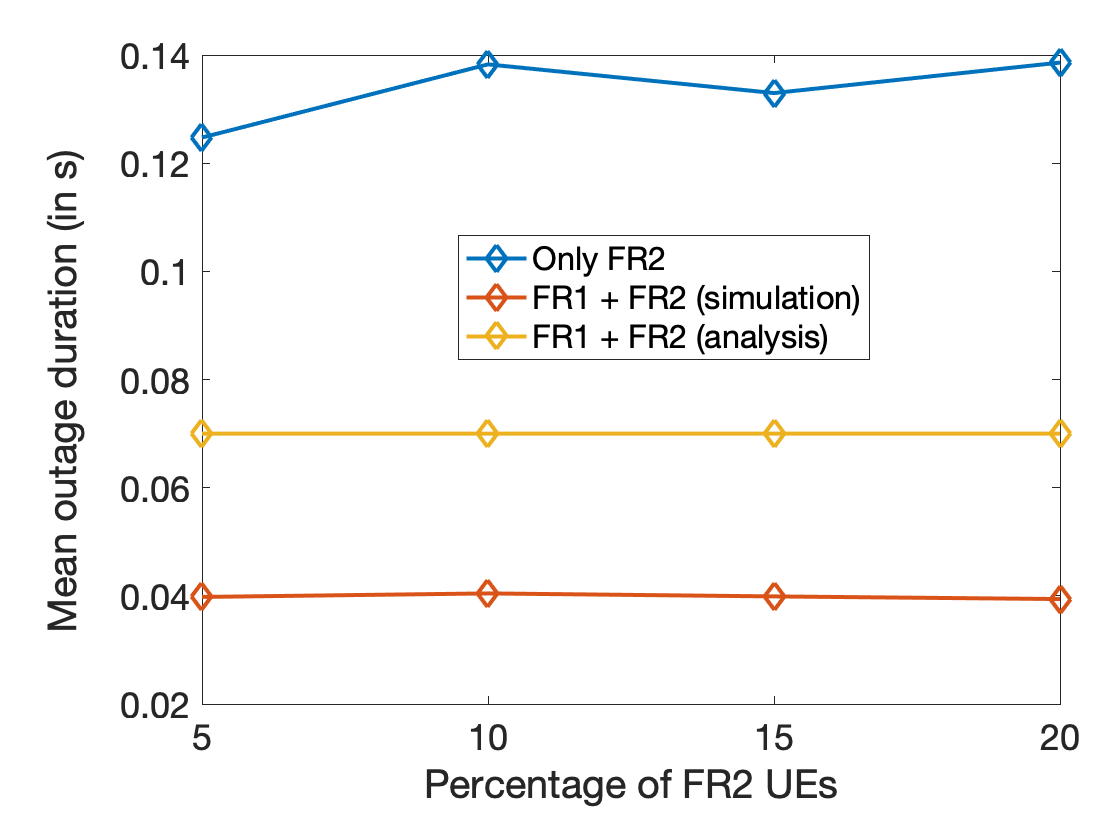 0.14
0.12
0.1
0.08
0.06
0.04
0.02
Mean outage duration (in s)
Only FR2
FR1 + FR2 (simulation)
FR1 + FR2 (analysis)
5 10 15 20
Percentage of FR2 UEs